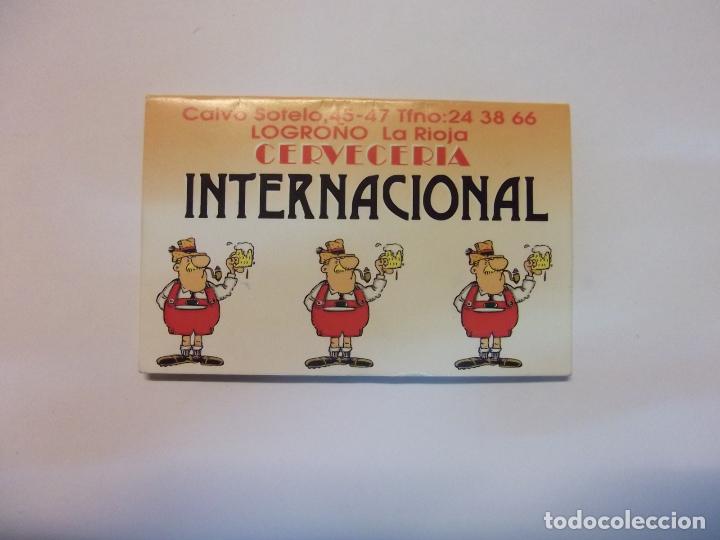 Calvo Sotelo,45-47 Tfno:24 38 66
LOGROÑO La Rioja
CERVECERIA
INTERNACIONAL
todocoleccion